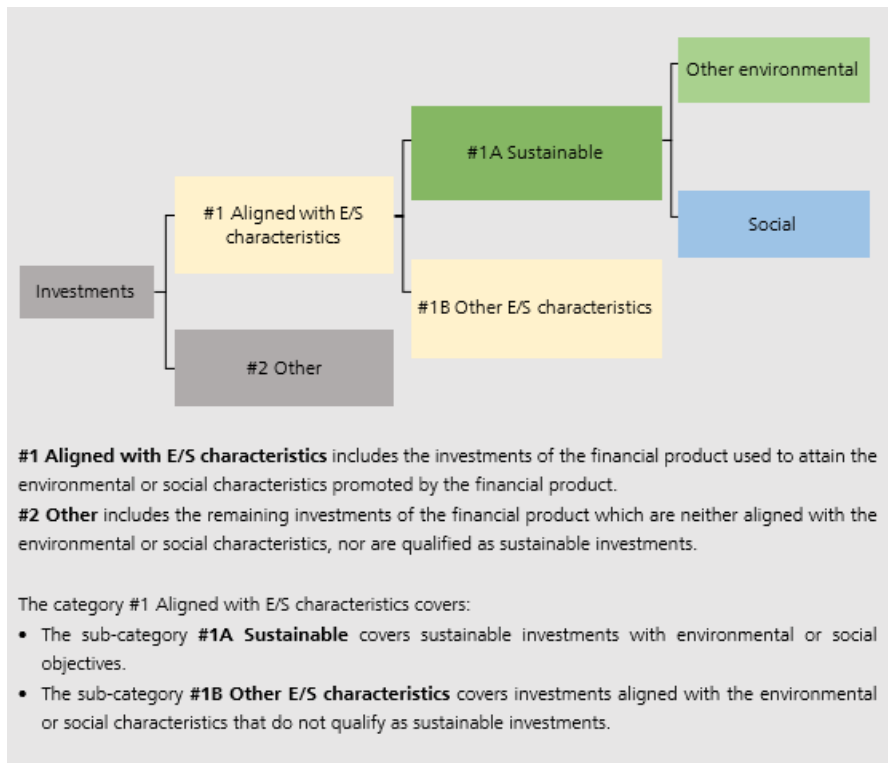 Other environmental
#1A Sustainable
#1 Aligned with E/S
characteristics
Social
Investments
#1B Other E/S characteristics
#2 Other
#1 Aligned with E/S characteristics includes the investments of the financial product used to attain the
environmental or social characteristics promoted by the financial product.
#2 Other includes the remaining investments of the financial product which are neither aligned with the
environmental or social characteristics, nor are qualified as sustainable investments.
The category #1 Aligned with E/S characteristics covers:
• The sub-category #1A Sustainable covers sustainable investments with environmental or social
objectives.
• The sub-category #1B Other E/S characteristics covers investments aligned with the environmental
or social characteristics that do not qualify as sustainable investments.